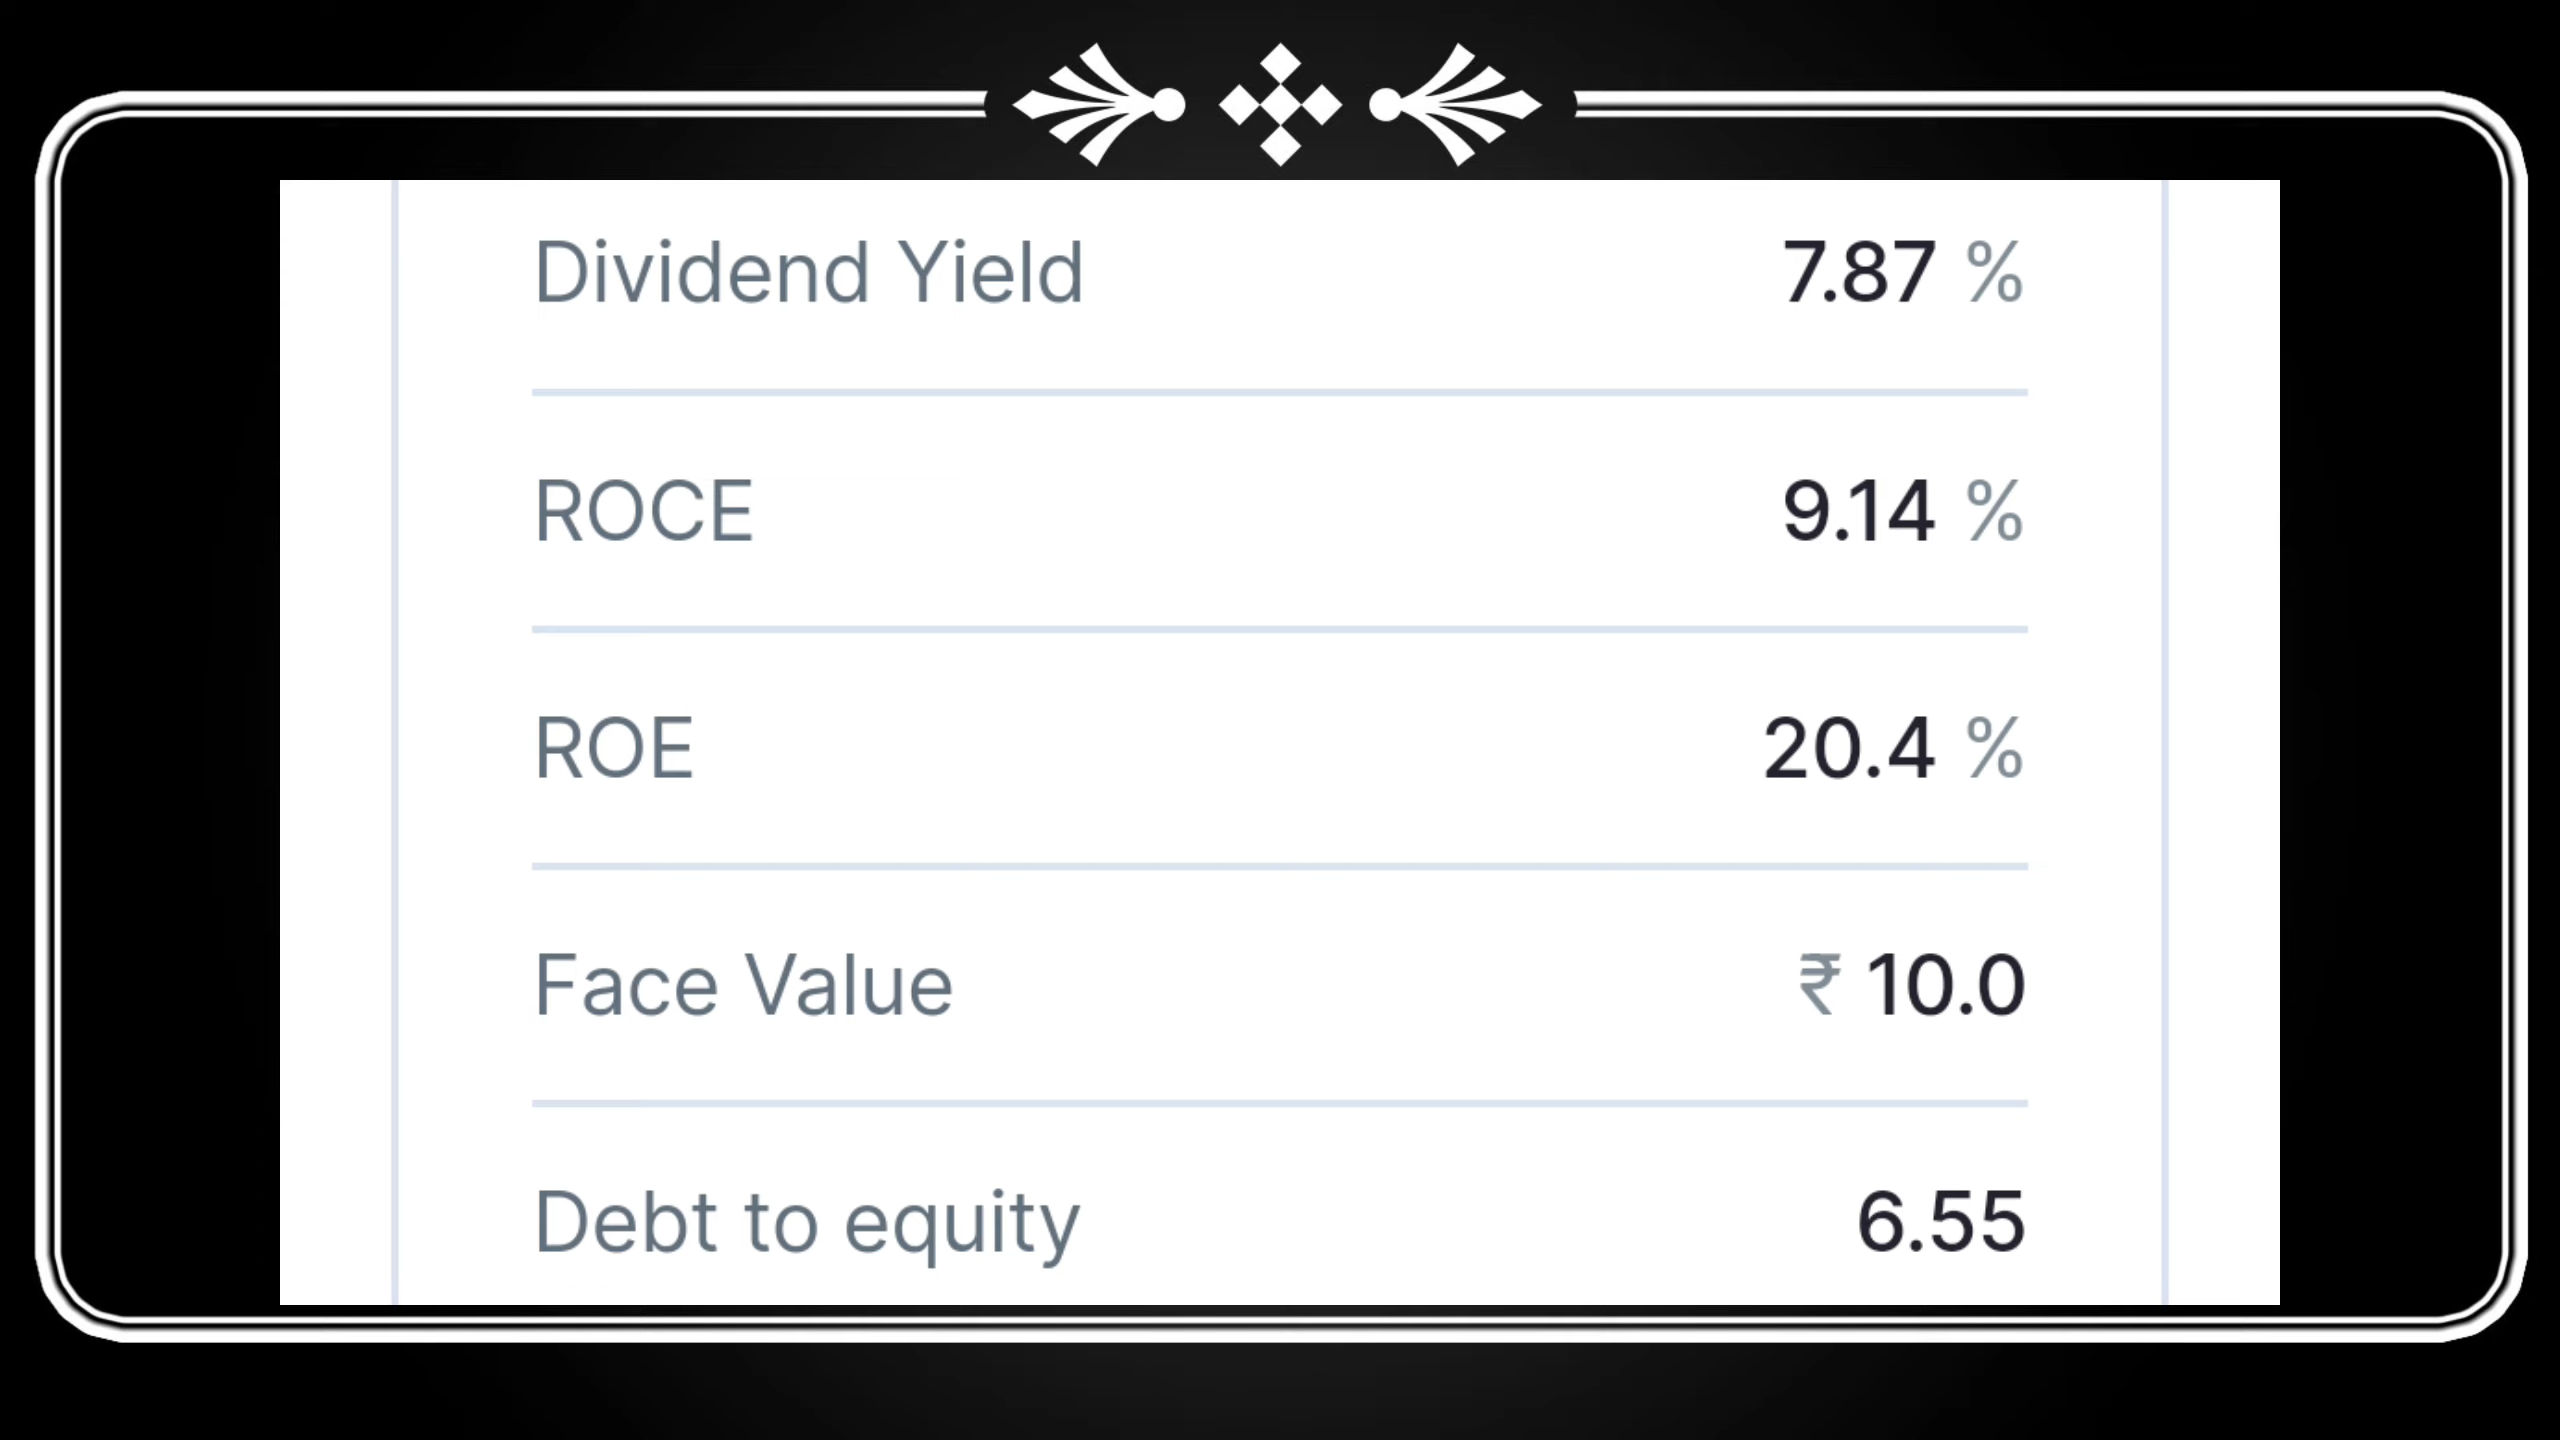 Dividend Yield 7.87 %
ROCE 9.14 %
ROE 20.4 %
Face Value ₹ 10.0
Debt to equity 6.55